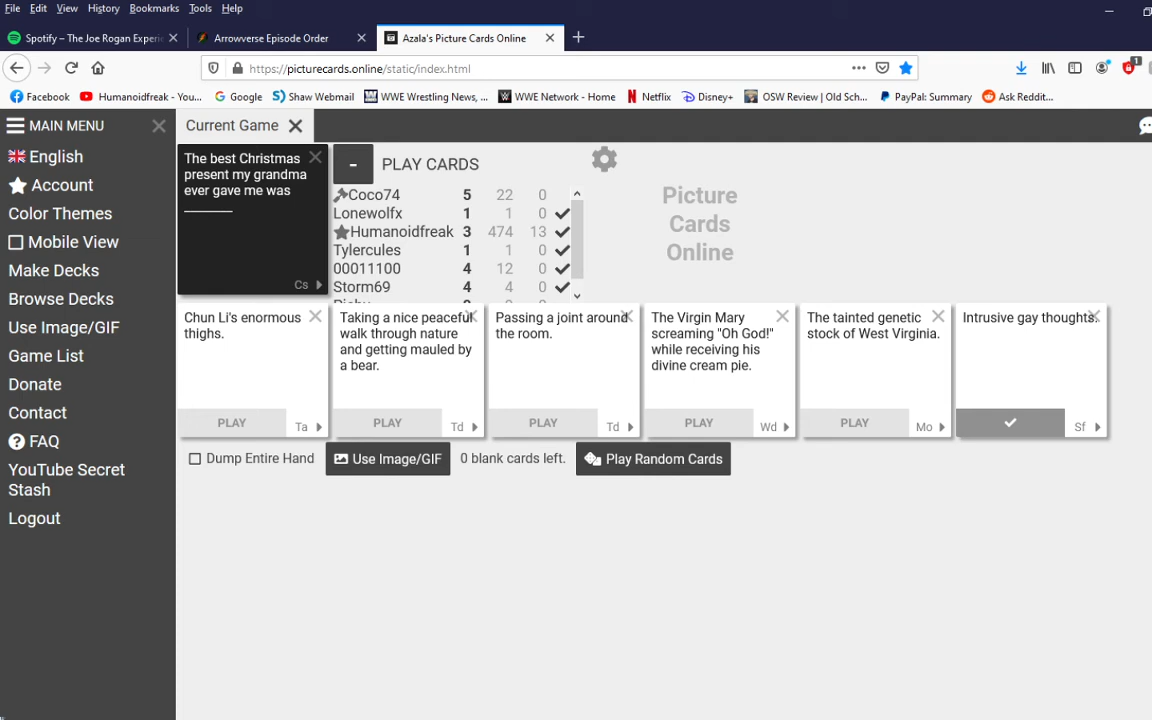 File Edit View History Bookmarks Tools Help
Spotify – The Joe Rogan Experi
Arrowverse Episode Order
Azala's Picture Cards Online
https://picturecards.online/static/index.html
Facebook
Humanoidfreak - You...
Google
Shaw Webmail
WWE Wrestling News, ...
WWE Network - Home
Netflix
Disney+
OSW Review | Old Sch...
PayPal: Summary
Ask Reddit...
1
MAIN MENU
English
Account
Color Themes
Mobile View
Make Decks
Browse Decks
Use Image/GIF
Game List
Donate
Contact
FAQ
YouTube Secret
Stash
Logout
Current Game
The best Christmas
present my grandma
ever gave me was
______
Cs
- PLAY CARDS
Coco74 5 22 0
Lonewolfx 1 1 0
Humanoidfreak 3 474 13
Tylercules 1 1 0
00011100 4 12 0
Storm69 4 4 0
Picture
Cards
Online
Chun Li's enormous
thighs.
PLAY
Ta
Taking a nice peaceful
walk through nature
and getting mauled by
a bear.
PLAY
Td
Passing a joint around
the room.
PLAY
Td
The Virgin Mary
screaming "Oh God!"
while receiving his
divine cream pie.
PLAY
Wd
The tainted genetic
stock of West Virginia.
PLAY
Mo
Intrusive gay thoughts.
Sf
Dump Entire Hand
Use Image/GIF
0 blank cards left.
Play Random Cards